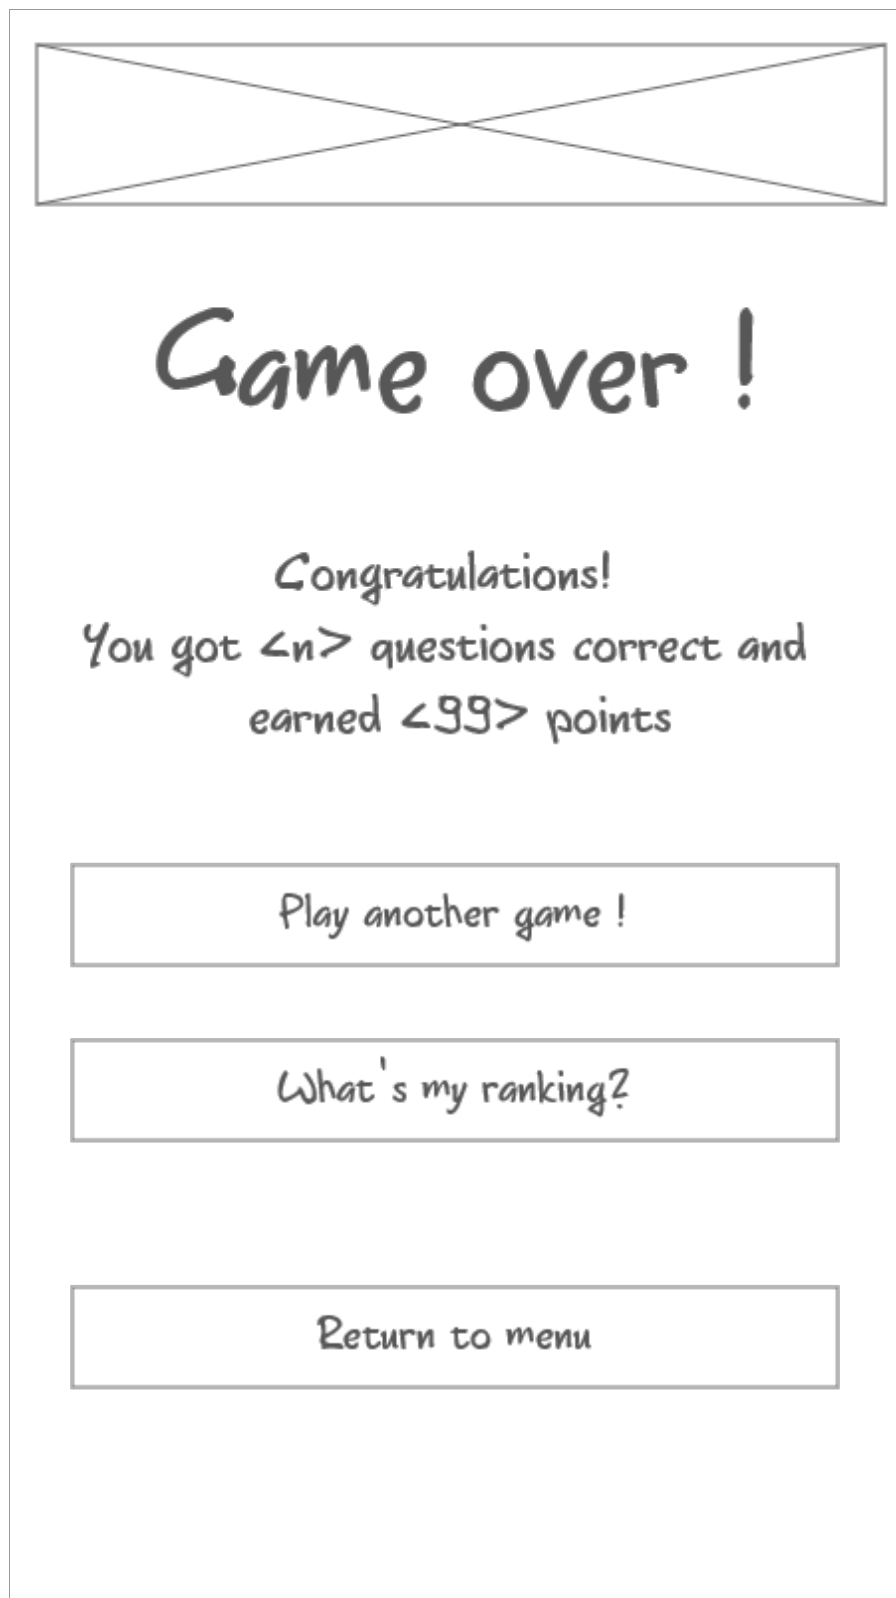 Game over !
Congratulations!
You got <n> questions correct and
earned <99> points
Play another game !
What's my ranking?
Return to menu